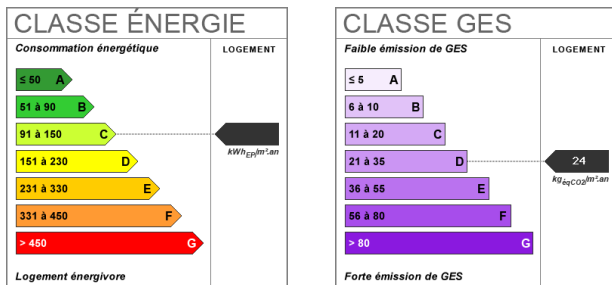 CLASSE ÉNERGIE
Consommation énergétique
LOGEMENT
≤ 50 A
51 à 90 B
91 à 150 C
151 à 230 D
231 à 330 E
331 à 450 F
> 450 G
kWhEP/m².an
Logement énergivore
CLASSE GES
Faible émission de GES
LOGEMENT
≤ 5 A
6 à 10 B
11 à 20 C
21 à 35 D
24
36 à 55 E
kgéqCO2/m².an
56 à 80 F
> 80 G
Forte émission de GES